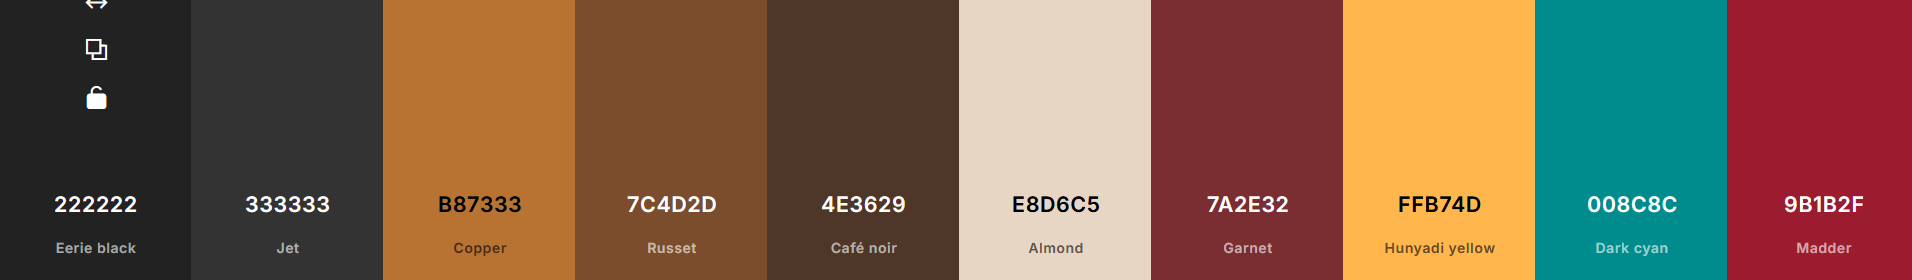 222222 333333 B87333 7C4D2D 4E3629 E8D6C5 7A2E32 FFB74D 008C8C 9B1B2F
Eerie black Jet Copper Russet Café noir Almond Garnet Hunyadi yellow Dark cyan Madder